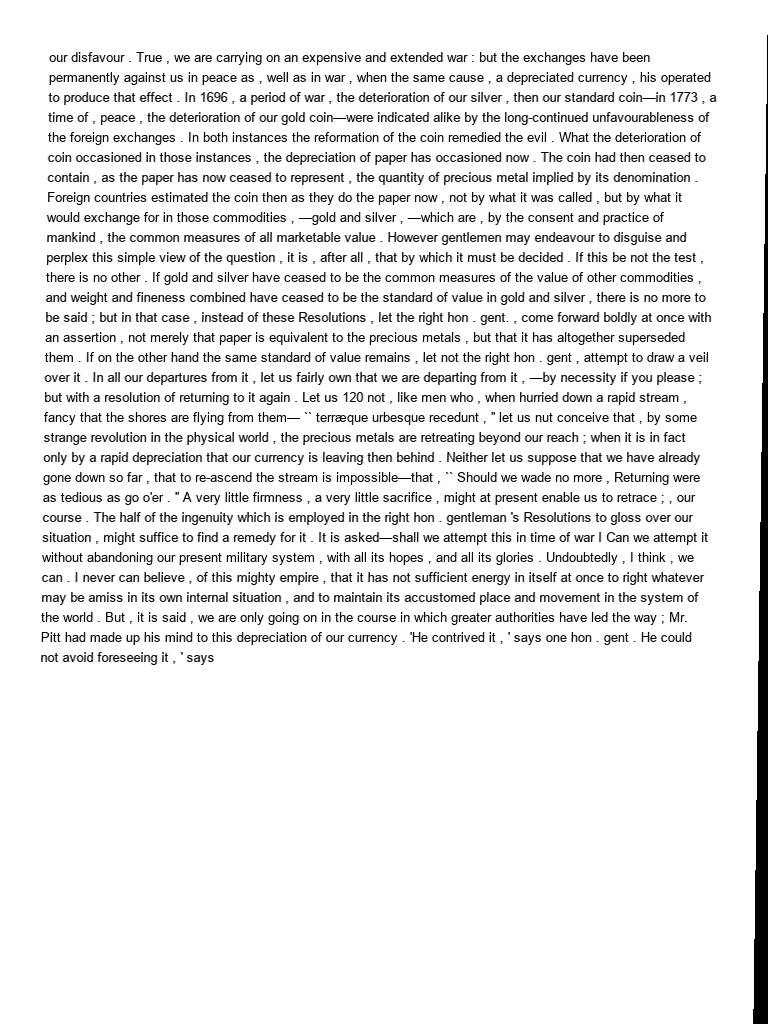 our disfavour . True , we are carrying on an expensive and extended war : but the exchanges have been
permanently against us in peace as , well as in war , when the same cause , a depreciated currency , his operated
to produce that effect . In 1696 , a period of war , the deterioration of our silver , then our standard coin—in 1773 , a
time of , peace , the deterioration of our gold coin—were indicated alike by the long-continued unfavourableness of
the foreign exchanges . In both instances the reformation of the coin remedied the evil . What the deterioration of
coin occasioned in those instances , the depreciation of paper has occasioned now . The coin had then ceased to
contain , as the paper has now ceased to represent , the quantity of precious metal implied by its denomination .
Foreign countries estimated the coin then as they do the paper now , not by what it was called , but by what it
would exchange for in those commodities , —gold and silver , —which are , by the consent and practice of
mankind , the common measures of all marketable value . However gentlemen may endeavour to disguise and
perplex this simple view of the question , it is , after all , that by which it must be decided . If this be not the test ,
there is no other . If gold and silver have ceased to be the common measures of the value of other commodities ,
and weight and fineness combined have ceased to be the standard of value in gold and silver , there is no more to
be said ; but in that case , instead of these Resolutions , let the right hon . gent. , come forward boldly at once with
an assertion , not merely that paper is equivalent to the precious metals , but that it has altogether superseded
them . If on the other hand the same standard of value remains , let not the right hon . gent , attempt to draw a veil
over it . In all our departures from it , let us fairly own that we are departing from it , —by necessity if you please ;
but with a resolution of returning to it again . Let us 120 not , like men who , when hurried down a rapid stream ,
fancy that the shores are flying from them— `` terræque urbesque recedunt , " let us nut conceive that , by some
strange revolution in the physical world , the precious metals are retreating beyond our reach ; when it is in fact
only by a rapid depreciation that our currency is leaving then behind . Neither let us suppose that we have already
gone down so far , that to re-ascend the stream is impossible—that , `` Should we wade no more , Returning were
as tedious as go o'er . " A very little firmness , a very little sacrifice , might at present enable us to retrace ; , our
course . The half of the ingenuity which is employed in the right hon . gentleman 's Resolutions to gloss over our
situation , might suffice to find a remedy for it . It is asked—shall we attempt this in time of war I Can we attempt it
without abandoning our present military system , with all its hopes , and all its glories . Undoubtedly , I think , we
can . I never can believe , of this mighty empire , that it has not sufficient energy in itself at once to right whatever
may be amiss in its own internal situation , and to maintain its accustomed place and movement in the system of
the world . But , it is said , we are only going on in the course in which greater authorities have led the way ; Mr.
Pitt had made up his mind to this depreciation of our currency . 'He contrived it , ' says one hon . gent . He could
not avoid foreseeing it , ' says